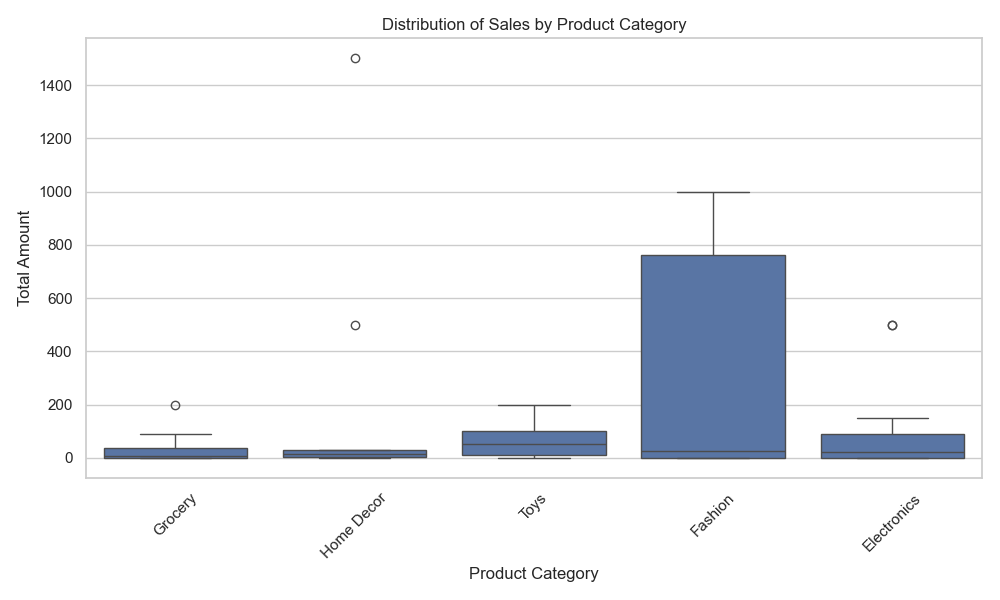 Distribution of Sales by Product Category
Total Amount
1400
1200
1000
800
600
400
200
0
Grocery
Home Decor
Toys
Fashion
Electronics
Product Category